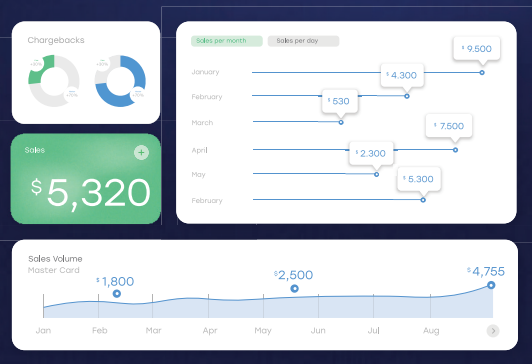 Chargebacks
Sales
$ 5,320
Sales per month
Sales per day
January
$ 9.500
February
$ 4.300
March
$ 530
April
$ 7.500
May
$ 2.300
February
$ 5.300
Sales Volume
Master Card
$ 1,800
$ 2,500
$ 4,755
Jan
Feb
Mar
Apr
May
Jun
Jul
Aug